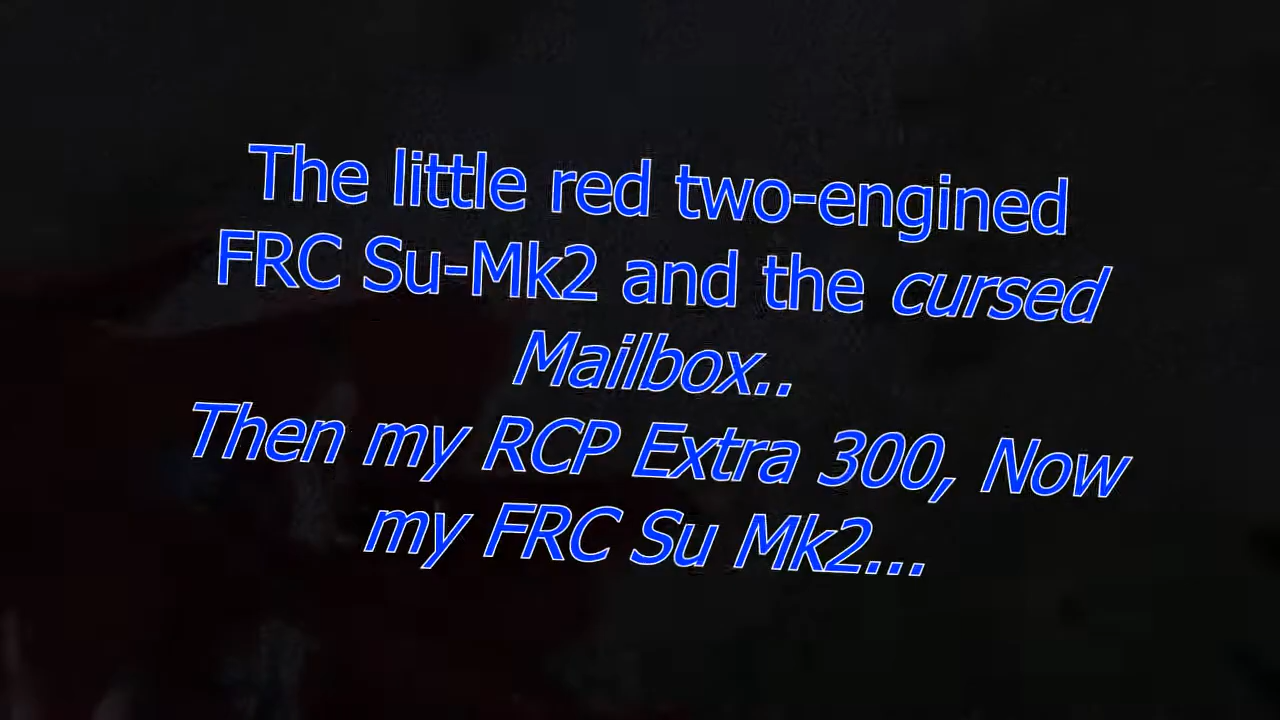 The little red two-engined
FRC Su-Mk2 and the cursed
Mailbox..
Then my RCP Extra 300, Now
my FRC Su Mk2...